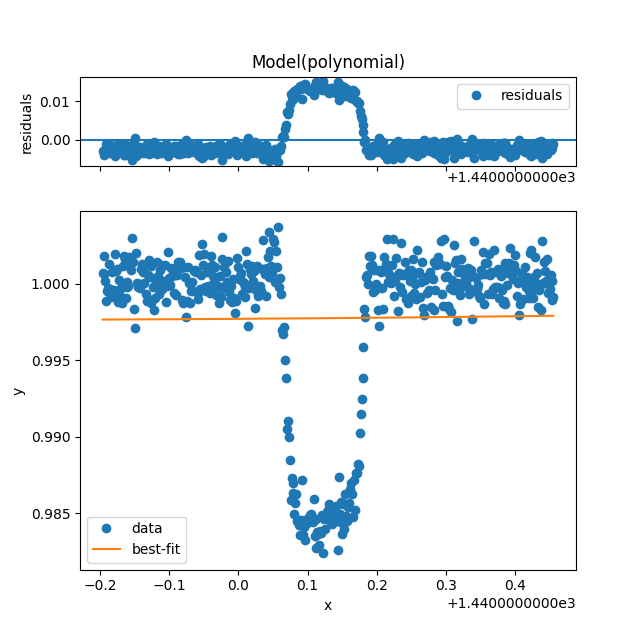 Model(polynomial)
residuals
0.01
0.00
residuals
+1.4400000000e3
y
1.000
0.995
0.990
0.985
data
best-fit
−0.2 −0.1 0.0 0.1 0.2 0.3 0.4
x
+1.4400000000e3